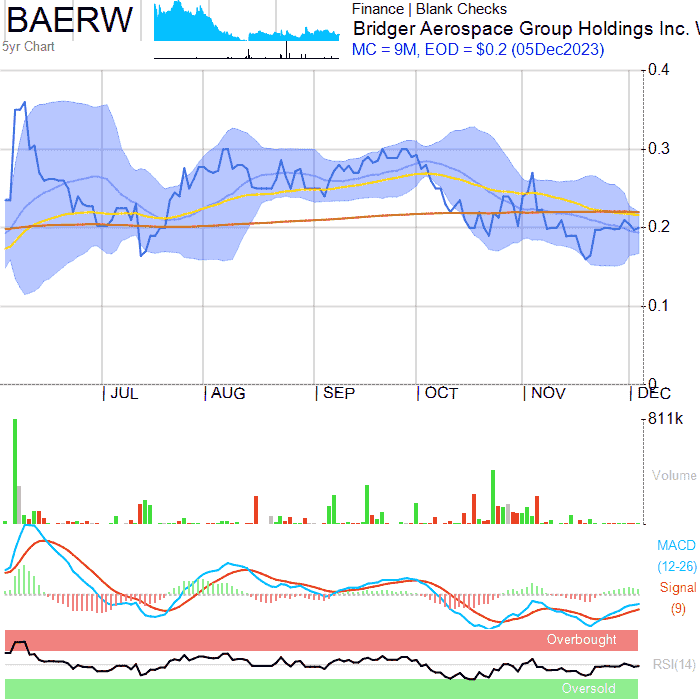 BAERW
5yr Chart
Finance | Blank Checks
Bridger Aerospace Group Holdings Inc. W
MC = 9M, EOD = $0.2 (05Dec2023)
0.4
0.3
0.2
0.1
0
JUL AUG SEP OCT NOV DEC
811k
Volume
MACD
(12-26)
Signal
(9)
Overbought
RSI(14)
Oversold